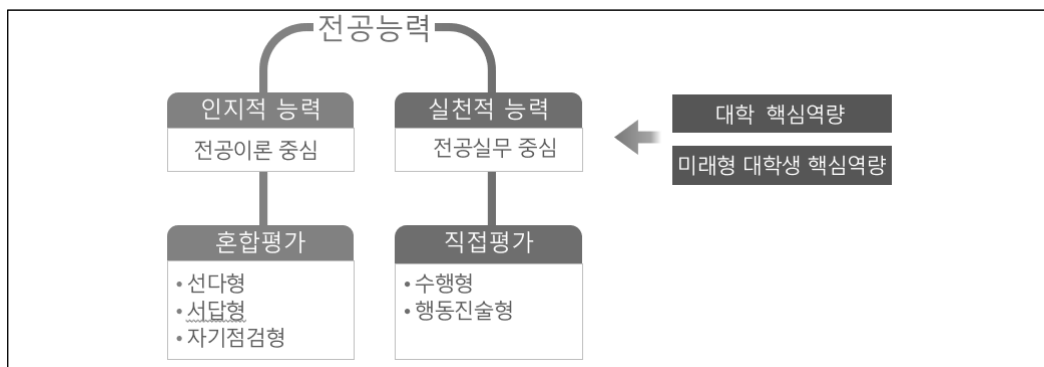 전공능력
인지적 능력
전공이론 중심
실천적 능력
전공실무 중심
대학 핵심역량
미래형 대학생 핵심역량
혼합평가
• 선다형
• 서답형
• 자기점검형
직접평가
• 수행형
• 행동진술형